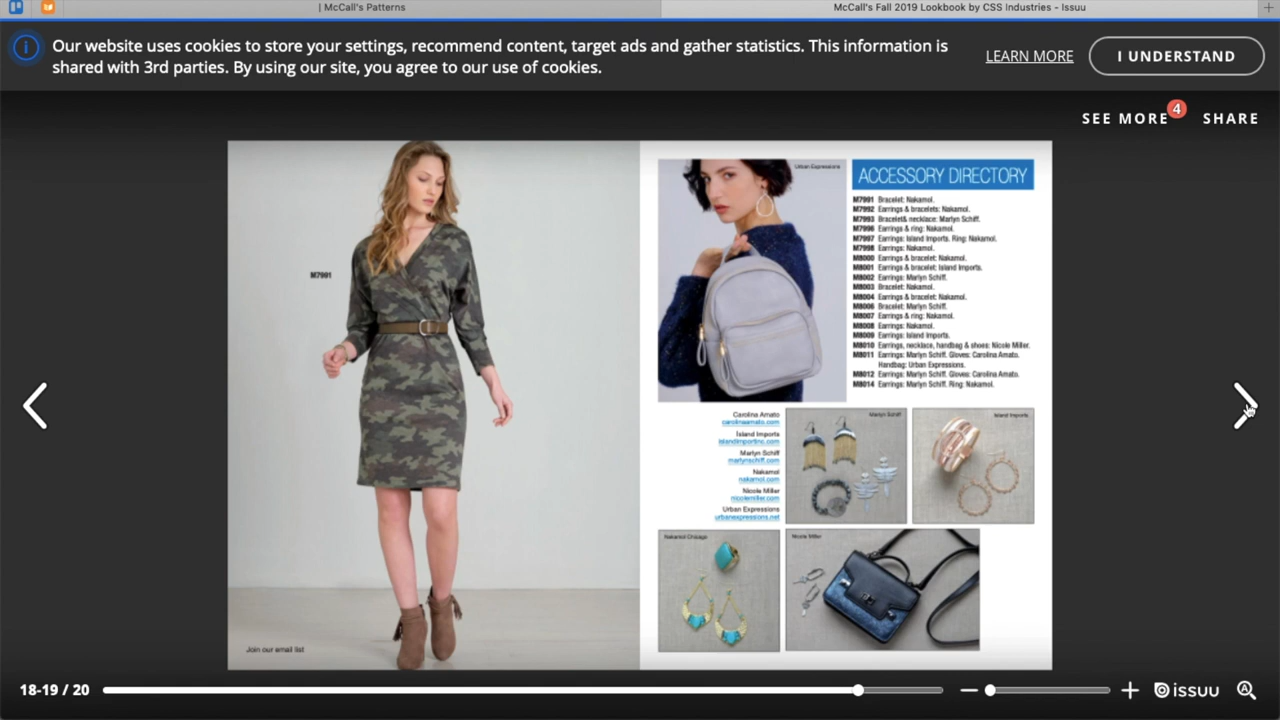 | McCall's Patterns
McCall's Fall 2019 Lookbook by CSS Industries - Issuu
Our website uses cookies to store your settings, recommend content, target ads and gather statistics. This information is
shared with 3rd parties. By using our site, you agree to our use of cookies.
LEARN MORE
I UNDERSTAND
SEE MORE 4
SHARE
M7991
Join our email list
Urban Expressions
ACCESSORY DIRECTORY
M7991 Bracelet: Nakamol.
M7992 Earrings & bracelets: Nakamol.
M7993 Bracelet& necklace: Marlyn Schiff.
M7996 Earrings & ring: Nakamol.
M7997 Earrings: Island Imports. Ring: Nakamol.
M7998 Earrings: Nakamol.
M8000 Earrings & bracelet: Nakamol.
M8001 Earrings & bracelet: Island Imports.
M8002 Earrings: Marlyn Schiff.
M8003 Bracelet: Nakamol.
M8004 Earrings & bracelet: Nakamol.
M8006 Bracelet: Marlyn Schiff.
M8007 Earrings & ring: Nakamol.
M8008 Earrings: Nakamol.
M8009 Earrings: Island Imports.
M8010 Earrings, necklace, handbag & shoes: Nicole Miller.
M8011 Earrings: Marlyn Schiff. Gloves: Carolina Amato.
Handbag: Urban Expressions.
M8012 Earrings: Marlyn Schiff. Gloves: Carolina Amato.
M8014 Earrings: Marlyn Schiff. Ring: Nakamol.
Carolina Amato
carolinaamato.com
Island Imports
islandimportinc.com
Marlyn Schiff
marlynschiff.com
Nakamol
nakamol.com
Nicole Miller
nicolemiller.com
Urban Expressions
urbanexpressions.net
Marlyn Schiff
Island Imports
Nakamol Chicago
Nicole Miller
18-19 / 20
issuu